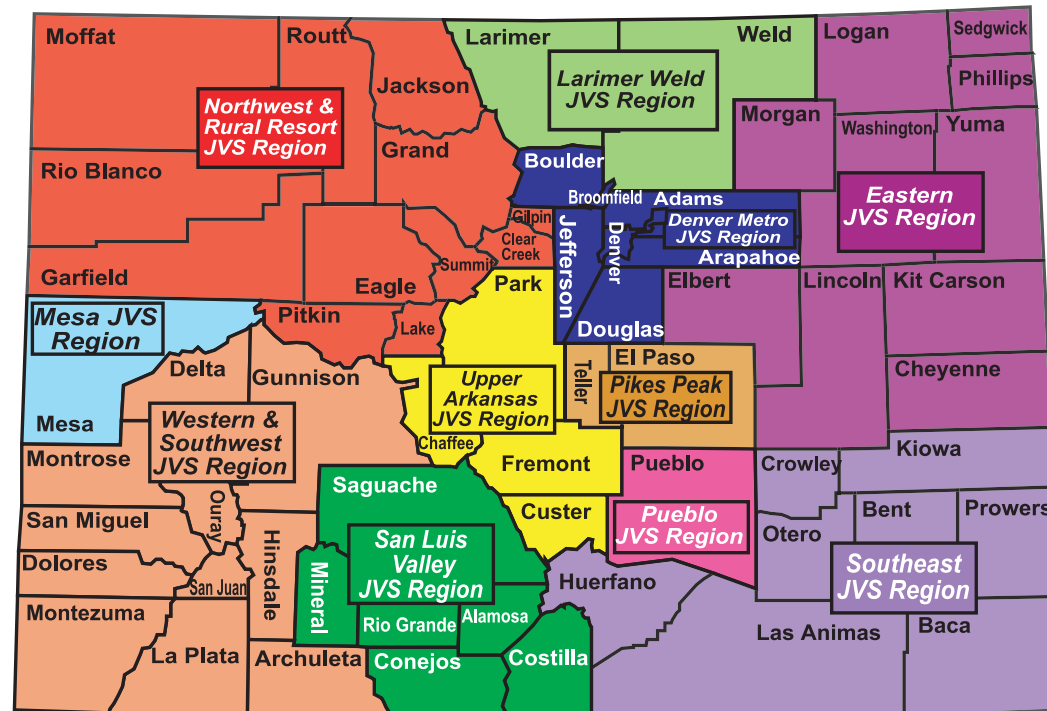 Moffat
Routt
Larimer
Weld
Logan
Sedgwick
Phillips
Jackson
Larimer Weld
JVS Region
Northwest &
Rural Resort
JVS Region
Morgan
Washington
Yuma
Grand
Boulder
Rio Blanco
Broomfield
Adams
Eastern
JVS Region
Gilpin
Jefferson
Denver
Denver Metro
JVS Region
Clear
Creek
Arapahoe
Summit
Garfield
Eagle
Park
Elbert
Lincoln
Kit Carson
Mesa JVS
Region
Pitkin
Lake
Douglas
Delta
Gunnison
Teller
El Paso
Cheyenne
Upper
Arkansas
JVS Region
Pikes Peak
JVS Region
Mesa
Western &
Southwest
JVS Region
Chaffee
Kiowa
Montrose
Fremont
Pueblo
Crowley
Saguache
Ouray
Custer
Bent
Prowers
San Miguel
Pueblo
JVS Region
Otero
Hinsdale
San Luis
Valley
JVS Region
Dolores
Mineral
Huerfano
Southeast
JVS Region
San Juan
Montezuma
Rio Grande
Alamosa
Las Animas
Baca
La Plata
Archuleta
Conejos
Costilla